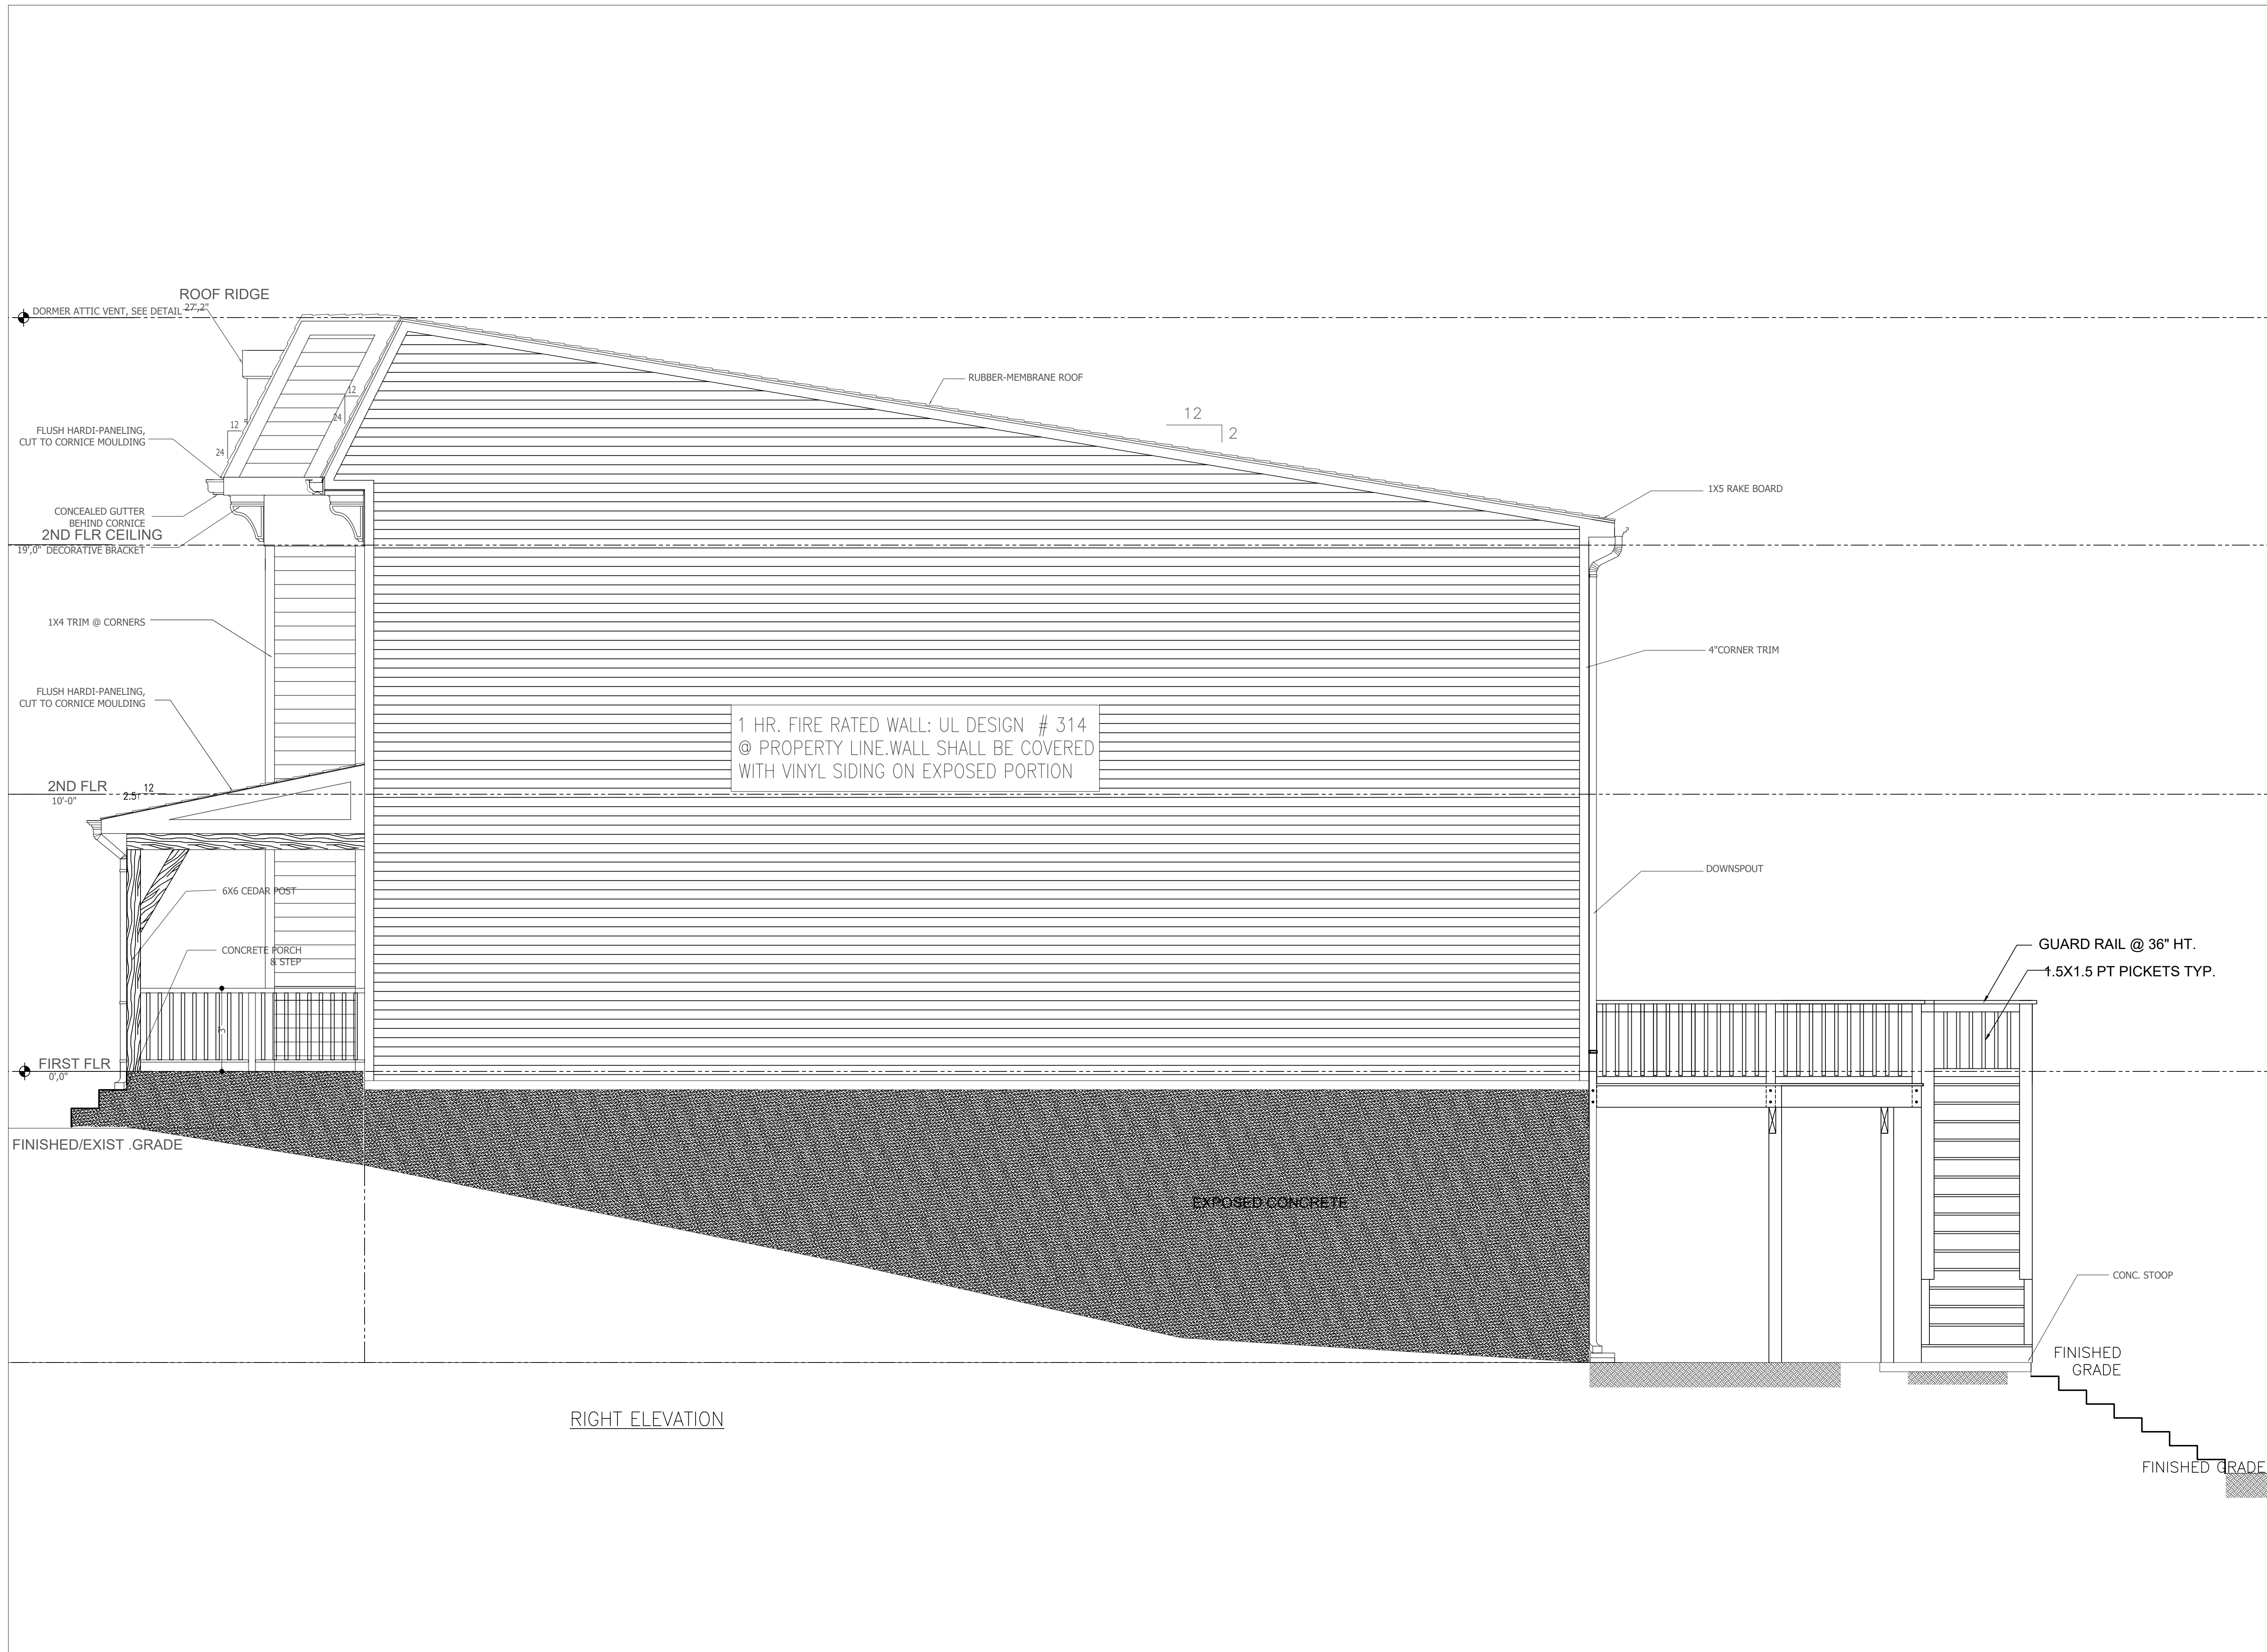 ROOF RIDGE
27',2"
DORMER ATTIC VENT, SEE DETAIL
RUBBER-MEMBRANE ROOF
12
24
12
2
FLUSH HARDI-PANELING,
CUT TO CORNICE MOULDING
12
24
1X5 RAKE BOARD
CONCEALED GUTTER
BEHIND CORNICE
2ND FLR CEILING
19',0"
DECORATIVE BRACKET
1X4 TRIM @ CORNERS
4"CORNER TRIM
FLUSH HARDI-PANELING,
CUT TO CORNICE MOULDING
1 HR. FIRE RATED WALL: UL DESIGN # 314
@ PROPERTY LINE.WALL SHALL BE COVERED
WITH VINYL SIDING ON EXPOSED PORTION
2ND FLR
10'-0"
12
2.5
DOWNSPOUT
6X6 CEDAR POST
CONCRETE PORCH
& STEP
GUARD RAIL @ 36" HT.
1.5X1.5 PT PICKETS TYP.
3'
FIRST FLR
0',0"
FINISHED/EXIST .GRADE
EXPOSED CONCRETE
CONC. STOOP
FINISHED
GRADE
RIGHT ELEVATION
FINISHED GRADE